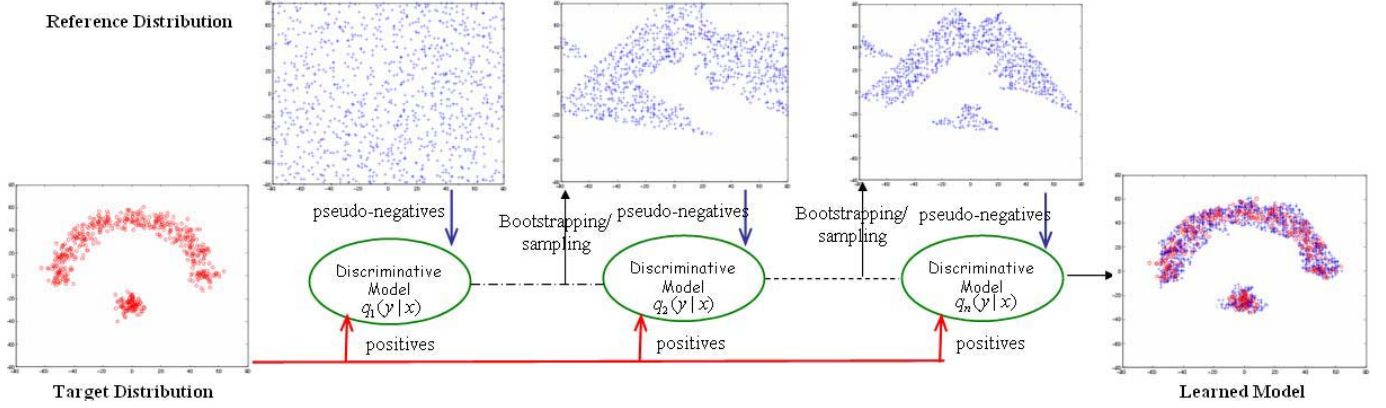 Reference Distribution
pseudo-negatives
Bootstrapping/
sampling
pseudo-negatives
Bootstrapping/
sampling
pseudo-negatives
Discriminative
Model
q₁(y|x)
Discriminative
Model
q₂(y|x)
Discriminative
Model
qₙ(y|x)
positives
positives
positives
Target Distribution
Learned Model